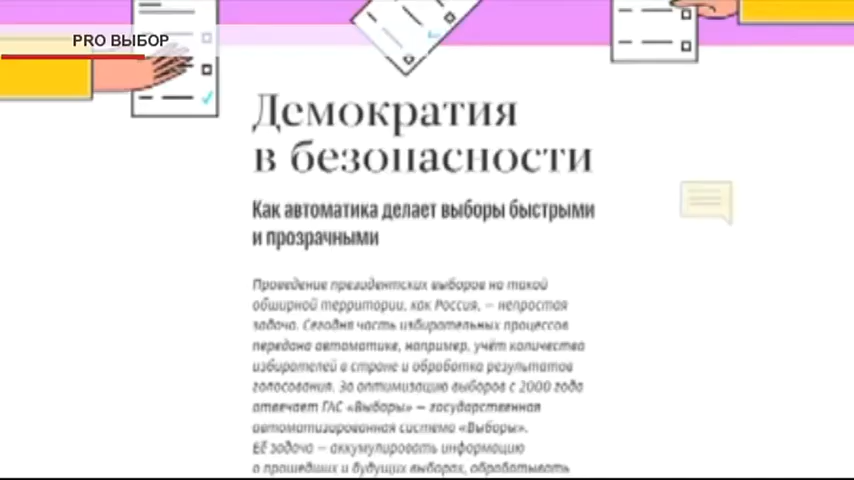 PRO ВЫБОР
Демократия
в безопасности
Как автоматика делает выборы быстрыми
и прозрачными
Проведение президентских выборов на такой
обширной территории, как Россия, — непростая
задача. Сегодня часть избирательных процессов
передана автоматике, например, учёт количества
избирателей в стране и обработка результатов
голосования. За оптимизацию выборов с 2000 года
отвечает ГАС «Выборы» — государственная
автоматизированная система «Выборы».
Её задача — аккумулировать информацию
о прошедших и будущих выборах, обрабатывать